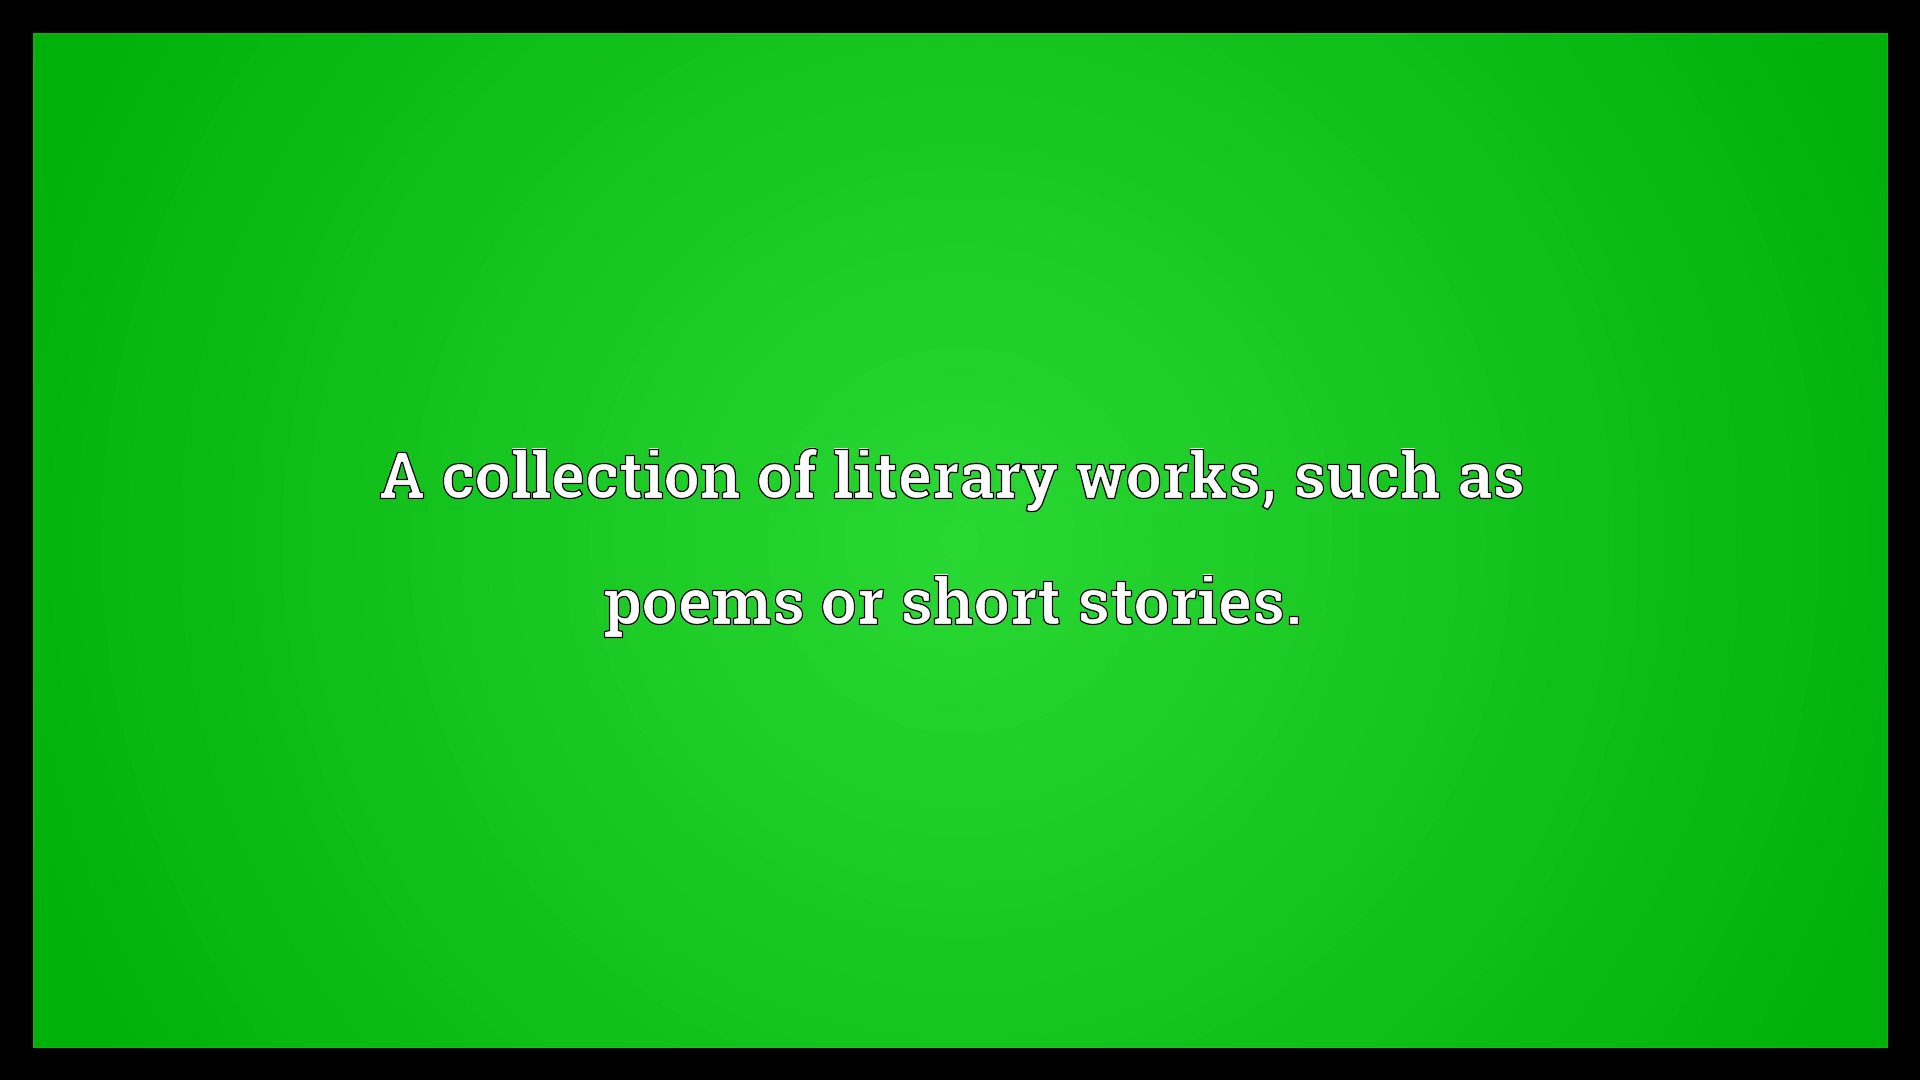 A collection of literary works, such as
poems or short stories.